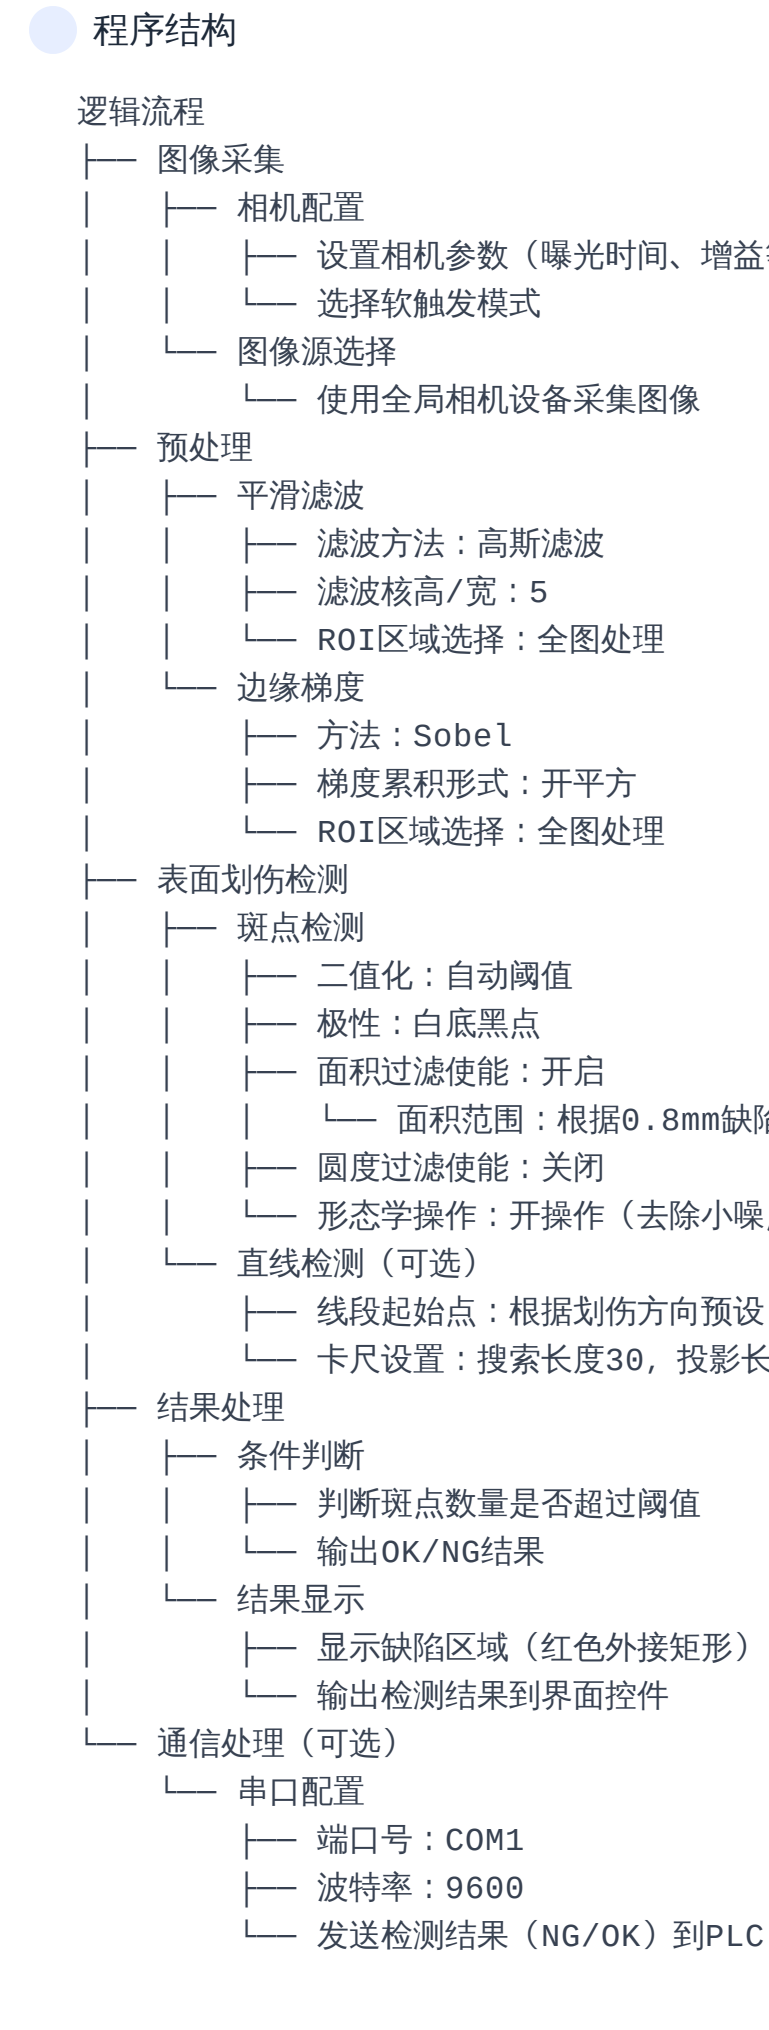 程序结构
逻辑流程
├── 图像采集
│   ├── 相机配置
│   │   ├── 设置相机参数（曝光时间、增益
│   │   └── 选择软触发模式
│   └── 图像源选择
│       └── 使用全局相机设备采集图像
├── 预处理
│   ├── 平滑滤波
│   │   ├── 滤波方法：高斯滤波
│   │   ├── 滤波核高/宽：5
│   │   └── ROI区域选择：全图处理
│   └── 边缘梯度
│       ├── 方法：Sobel
│       ├── 梯度累积形式：开平方
│       └── ROI区域选择：全图处理
├── 表面划伤检测
│   ├── 斑点检测
│   │   ├── 二值化：自动阈值
│   │   ├── 极性：白底黑点
│   │   ├── 面积过滤使能：开启
│   │   │   └── 面积范围：根据0.8mm缺陷
│   │   ├── 圆度过滤使能：关闭
│   │   └── 形态学操作：开操作（去除小噪
│   └── 直线检测（可选）
│       ├── 线段起始点：根据划伤方向预设
│       └── 卡尺设置：搜索长度30，投影长
├── 结果处理
│   ├── 条件判断
│   │   ├── 判断斑点数量是否超过阈值
│   │   └── 输出OK/NG结果
│   └── 结果显示
│       ├── 显示缺陷区域（红色外接矩形）
│       └── 输出检测结果到界面控件
└── 通信处理（可选）
    └── 串口配置
        ├── 端口号：COM1
        ├── 波特率：9600
        └── 发送检测结果（NG/OK）到PLC